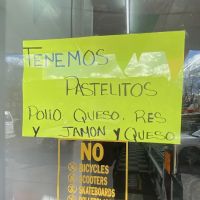 TENEMOS
PASTELITOS
POLLO, QUESO, RES
Y JAMON Y QUESO
NO
BICYCLES
SCOOTERS
SKATEBOARDS